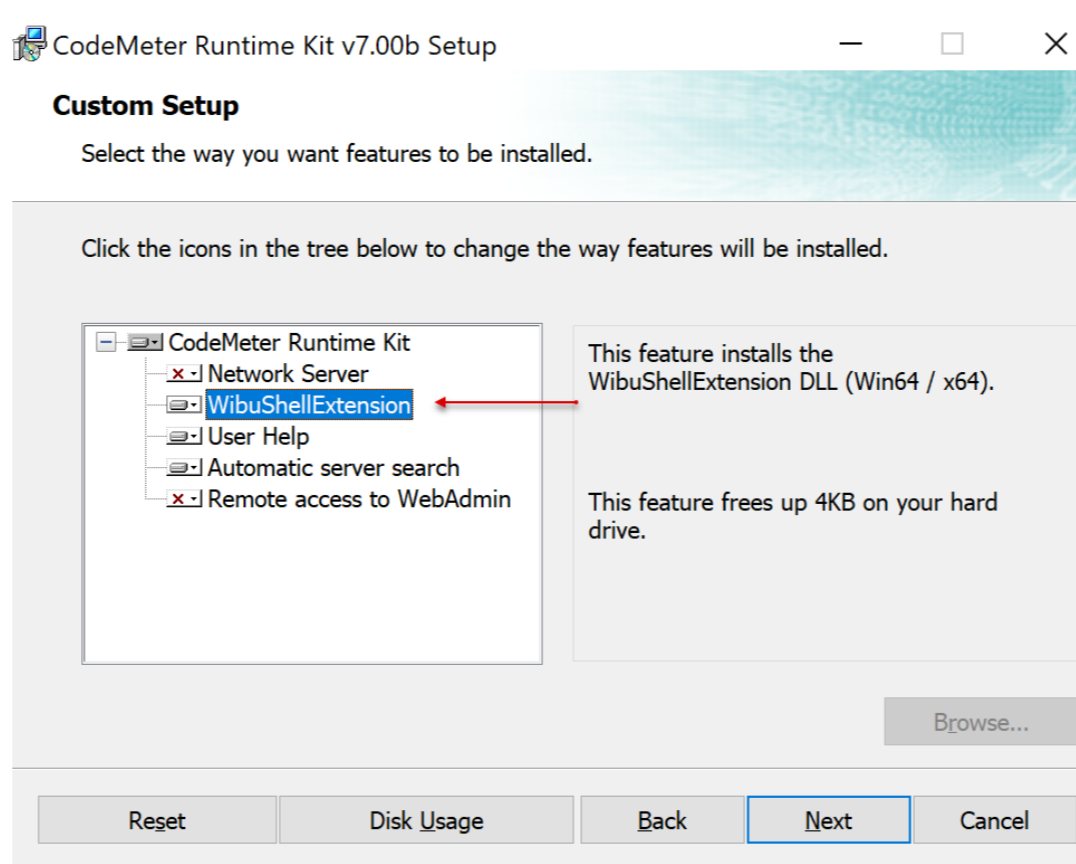 CodeMeter Runtime Kit v7.00b Setup
Custom Setup
Select the way you want features to be installed.
Click the icons in the tree below to change the way features will be installed.
CodeMeter Runtime Kit
Network Server
WibuShellExtension
User Help
Automatic server search
Remote access to WebAdmin
This feature installs the
WibuShellExtension DLL (Win64 / x64).
This feature frees up 4KB on your hard
drive.
Browse...
Reset
Disk Usage
Back
Next
Cancel